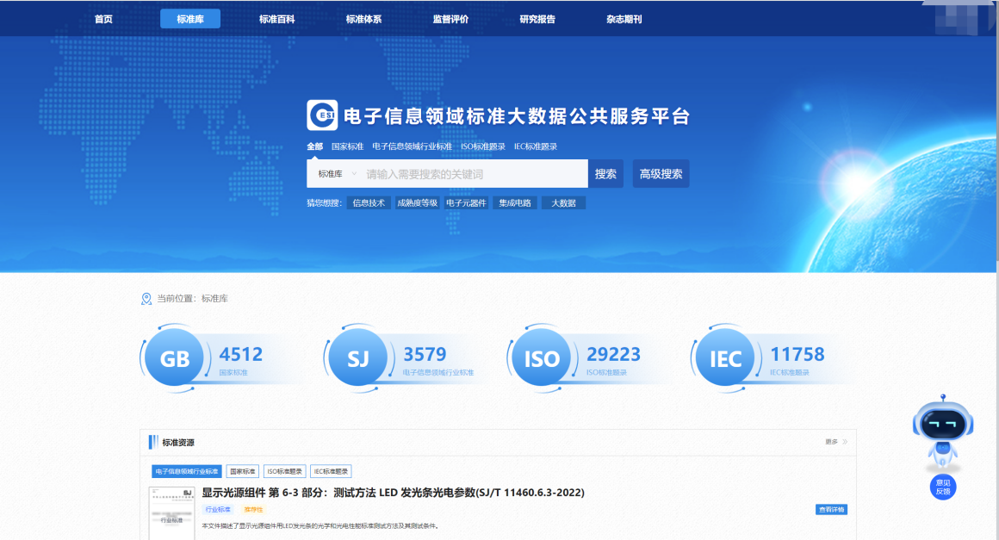 首页 标准库 标准百科 标准体系 监督评价 研究报告 杂志期刊
电子信息领域标准大数据公共服务平台
全部 国家标准 电子信息领域行业标准 ISO标准题录 IEC标准题录
标准库 请输入需要搜索的关键词 搜索 高级搜索
猜您想搜： 信息技术 成熟度等级 电子元器件 集成电路 大数据
当前位置：标准库
GB 4512 国家标准
SJ 3579 电子信息领域行业标准
ISO 29223 ISO标准题录
IEC 11758 IEC标准题录
标准资源 更多
电子信息领域行业标准 国家标准 ISO标准题录 IEC标准题录
SJ
行业标准
显示光源组件 第 6-3 部分：测试方法 LED 发光条光电参数(SJ/T 11460.6.3-2022)
行业标准 推荐性
查看详情
本文件描述了显示光源组件用LED发光条的光学和光电性能标准测试方法及其测试条件。
意见
反馈